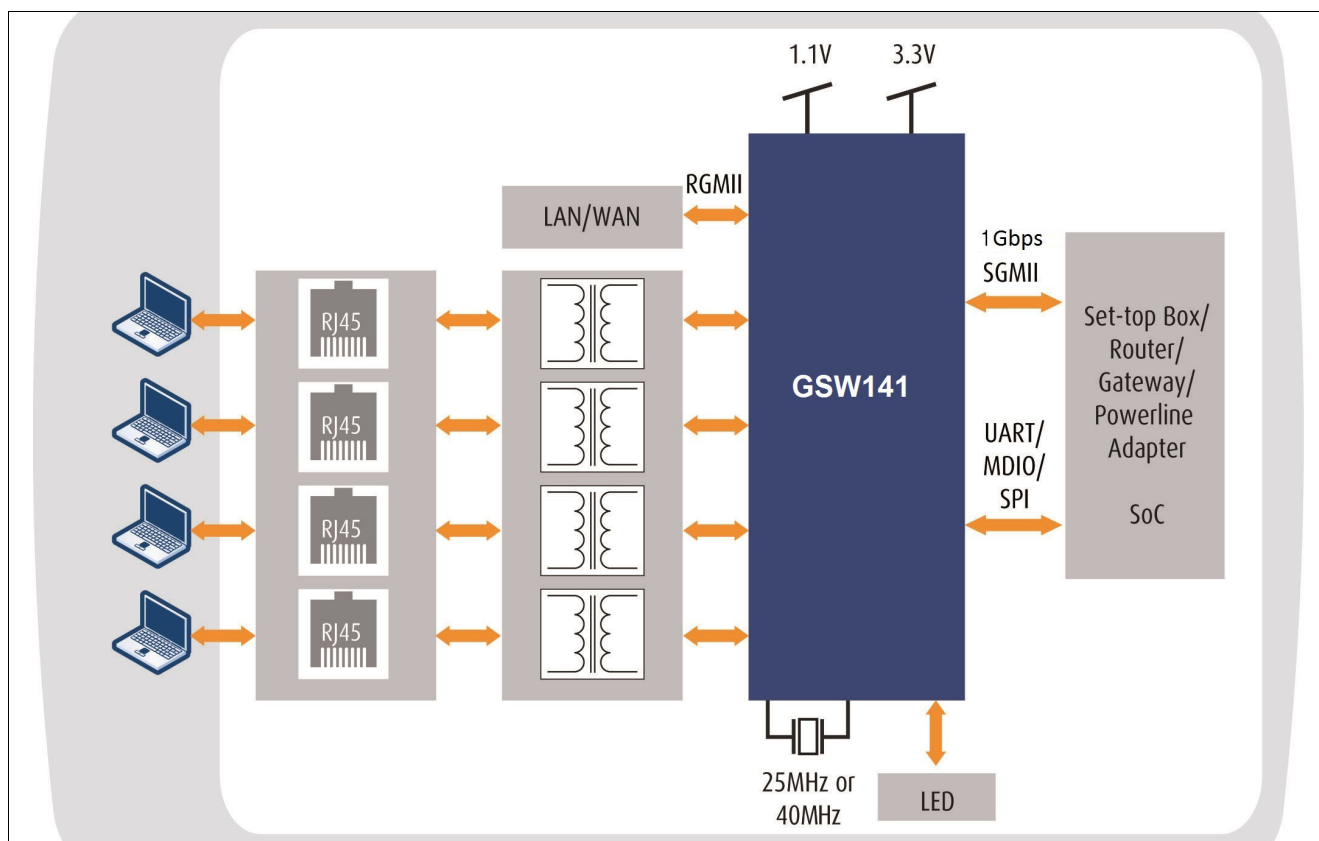 1.1V
3.3V
RGMII
LAN/WAN
1Gbps
SGMII
RJ45
RJ45
RJ45
RJ45
GSW141
Set-top Box/
Router/
Gateway/
Powerline
Adapter
SoC
UART/
MDIO/
SPI
25MHz or
40MHz
LED